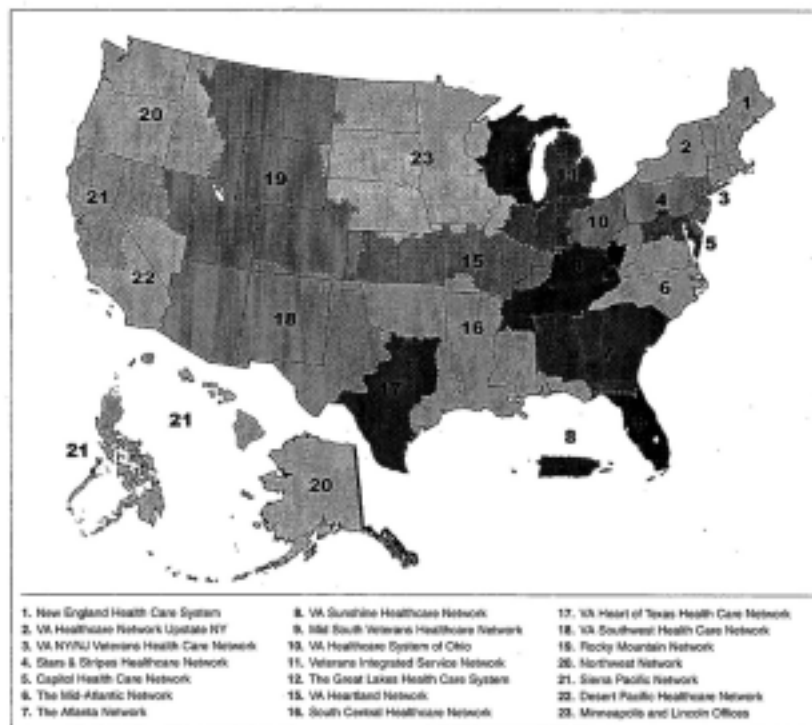 20
19
23
1
2
21
11
4
3
10
5
15
22
6
18
16
7
17
8
21
21
20
1. New England Health Care System
2. VA Healthcare Network Upstate NY
3. VA NY/NJ Veterans Health Care Network
4. Stars & Stripes Healthcare Network
5. Capitol Health Care Network
6. The Mid-Atlantic Network
7. The Atlanta Network
8. VA Sunshine Healthcare Network
9. Mid South Veterans Healthcare Network
10. VA Healthcare System of Ohio
11. Veterans Integrated Service Network
12. The Great Lakes Health Care System
15. VA Heartland Network
16. South Central Healthcare Network
17. VA Heart of Texas Health Care Network
18. VA Southwest Health Care Network
19. Rocky Mountain Network
20. Northwest Network
21. Sierra Pacific Network
22. Desert Pacific Healthcare Network
23. Minneapolis and Lincoln Offices